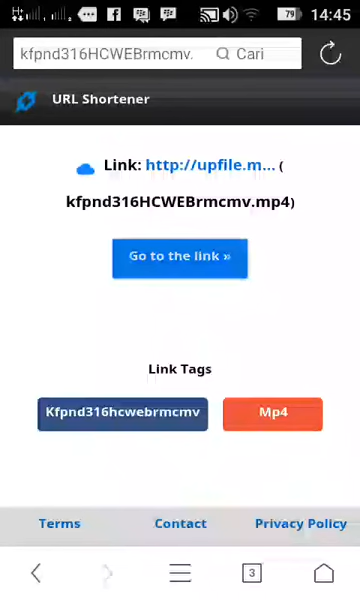 H+ 79 14:45
kfpnd316HCWEBrmcmv. Cari
URL Shortener
Link: http://upfile.m... (
kfpnd316HCWEBrmcmv.mp4)
Go to the link »
Link Tags
Kfpnd316hcwebrmcmv Mp4
Terms Contact Privacy Policy
3